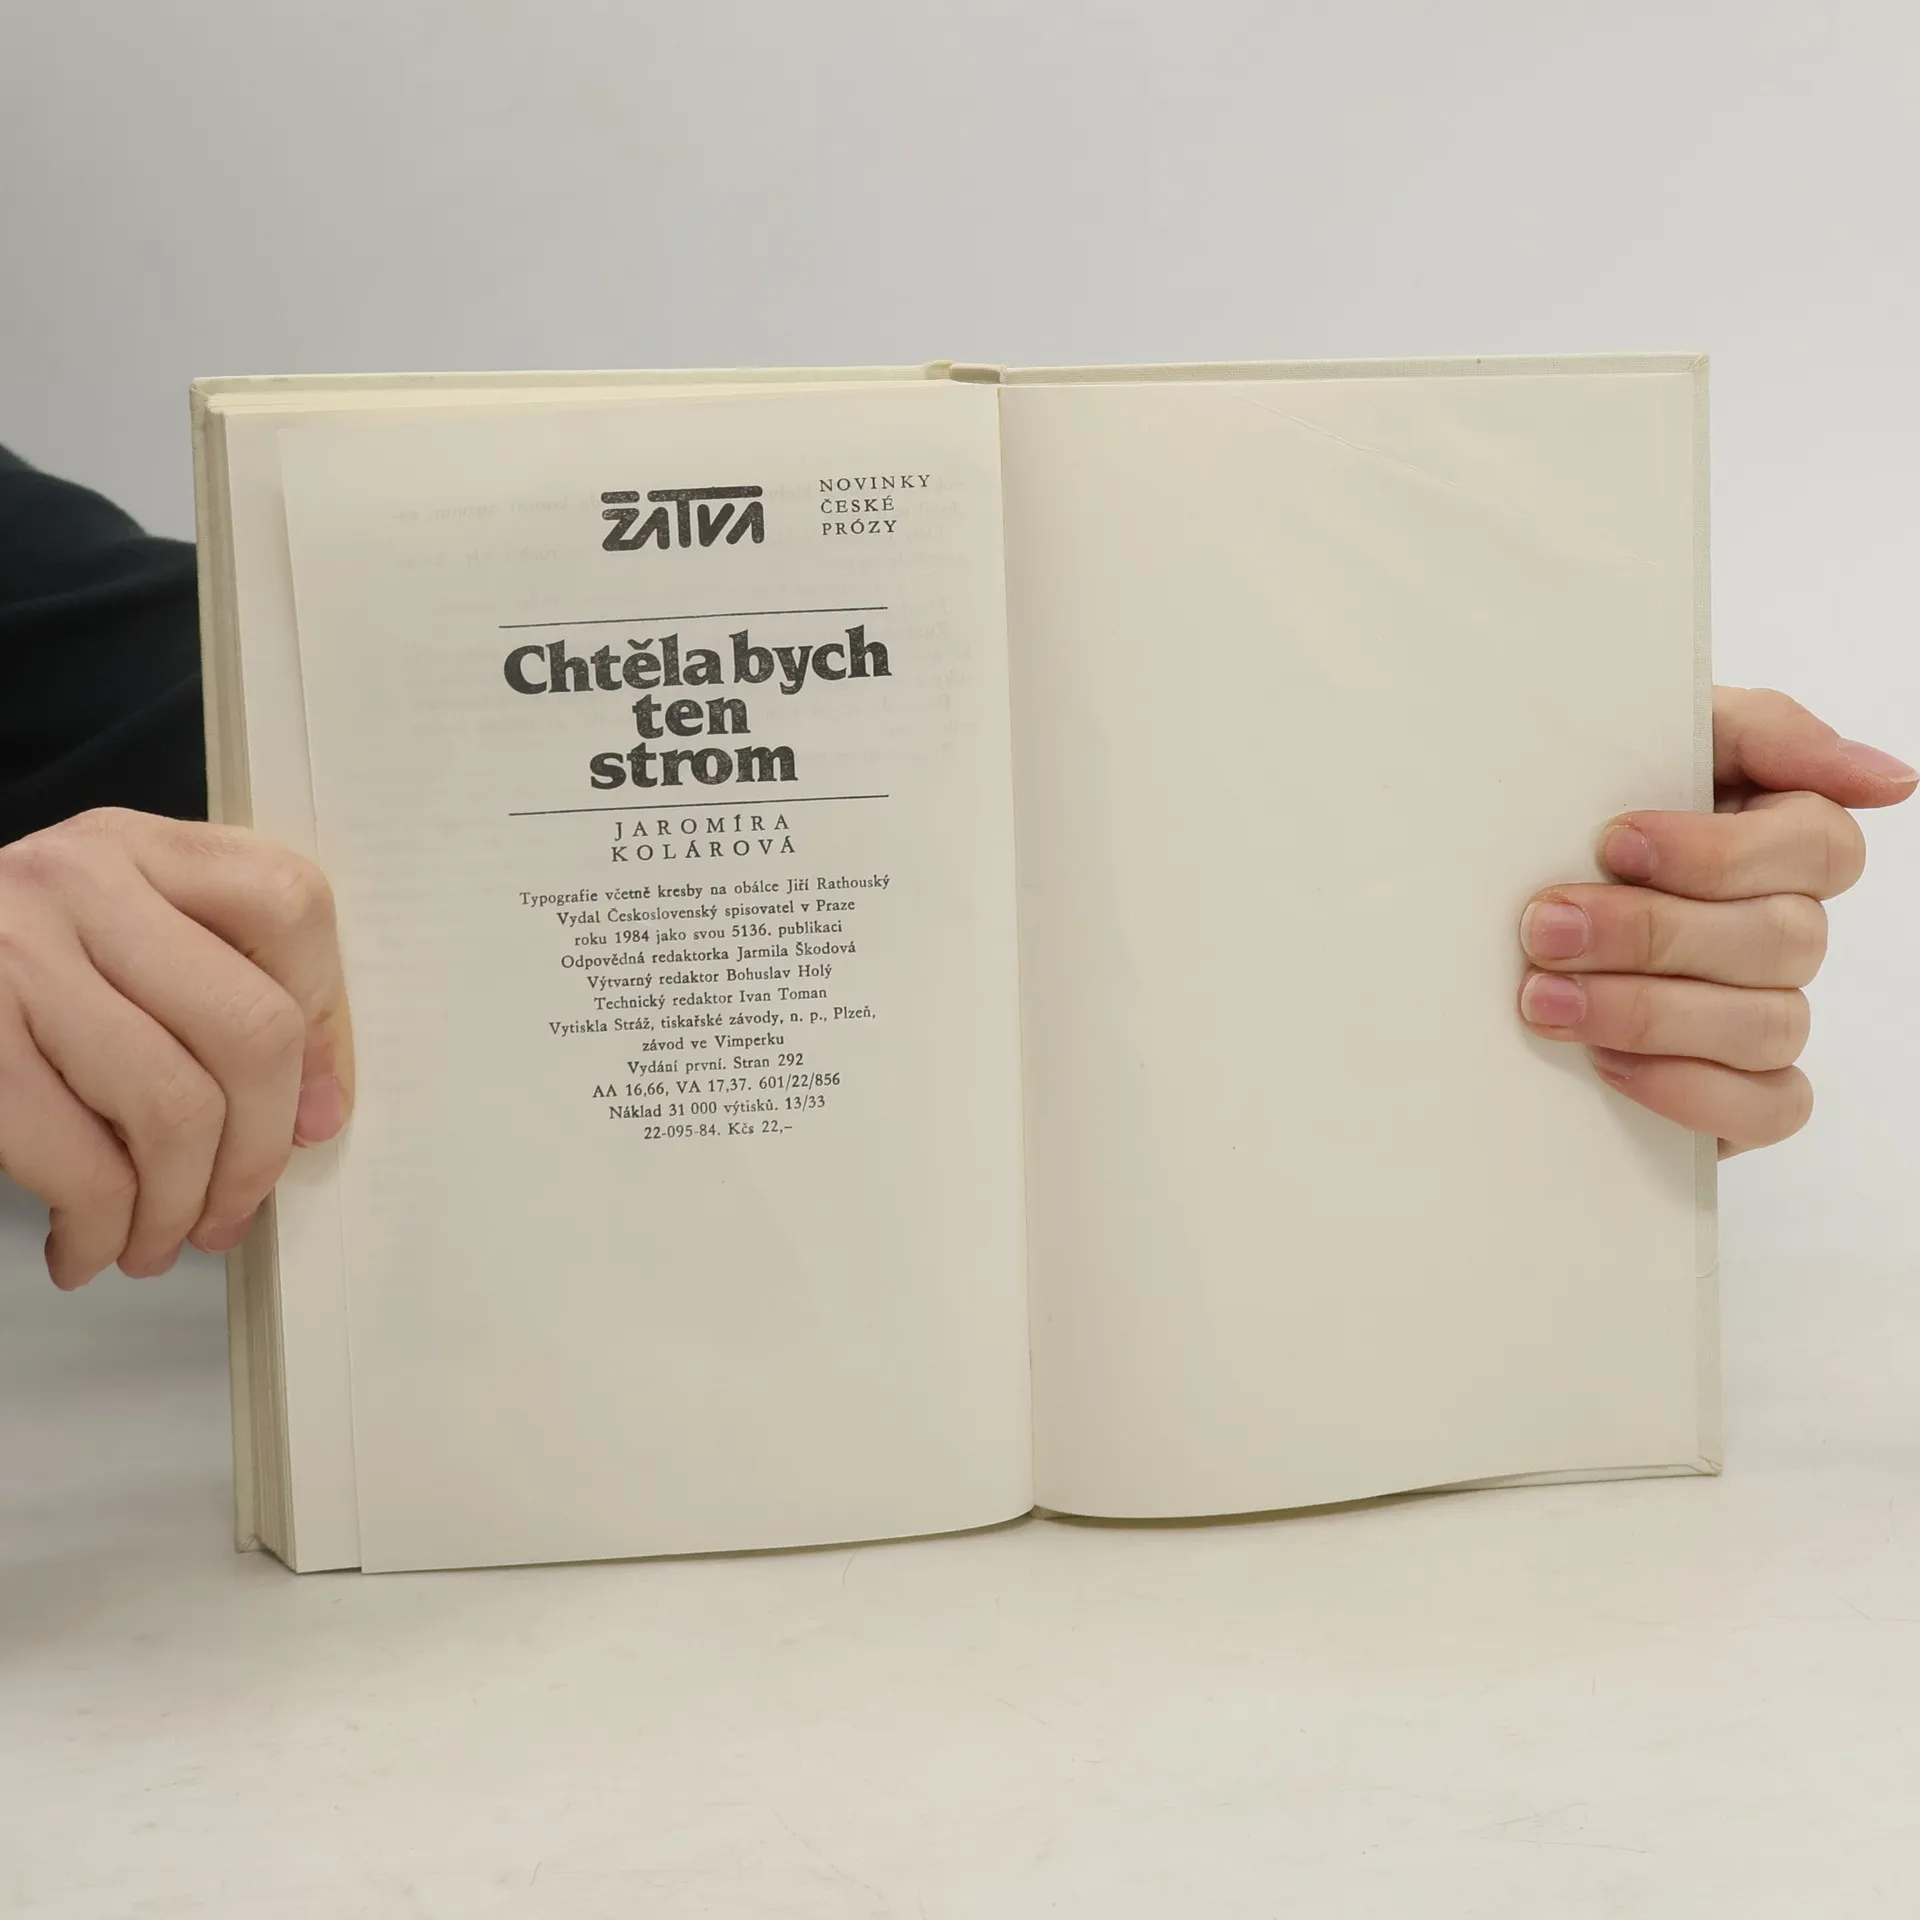 ŽATVA
NOVINKY
ČESKÉ
PRÓZY
Chtěla bych
ten
strom
JAROMÍRA
KOLÁROVÁ
Typografie včetně kresby na obálce Jiří Rathouský
Vydal Československý spisovatel v Praze
roku 1984 jako svou 5136. publikaci
Odpovědná redaktorka Jarmila Škodová
Výtvarný redaktor Bohuslav Holý
Technický redaktor Ivan Toman
Vytiskla Stráž, tiskařské závody, n. p., Plzeň,
závod ve Vimperku
Vydání první. Stran 292
AA 16,66, VA 17,37. 601/22/856
Náklad 31 000 výtisků. 13/33
22-095-84. Kčs 22,–